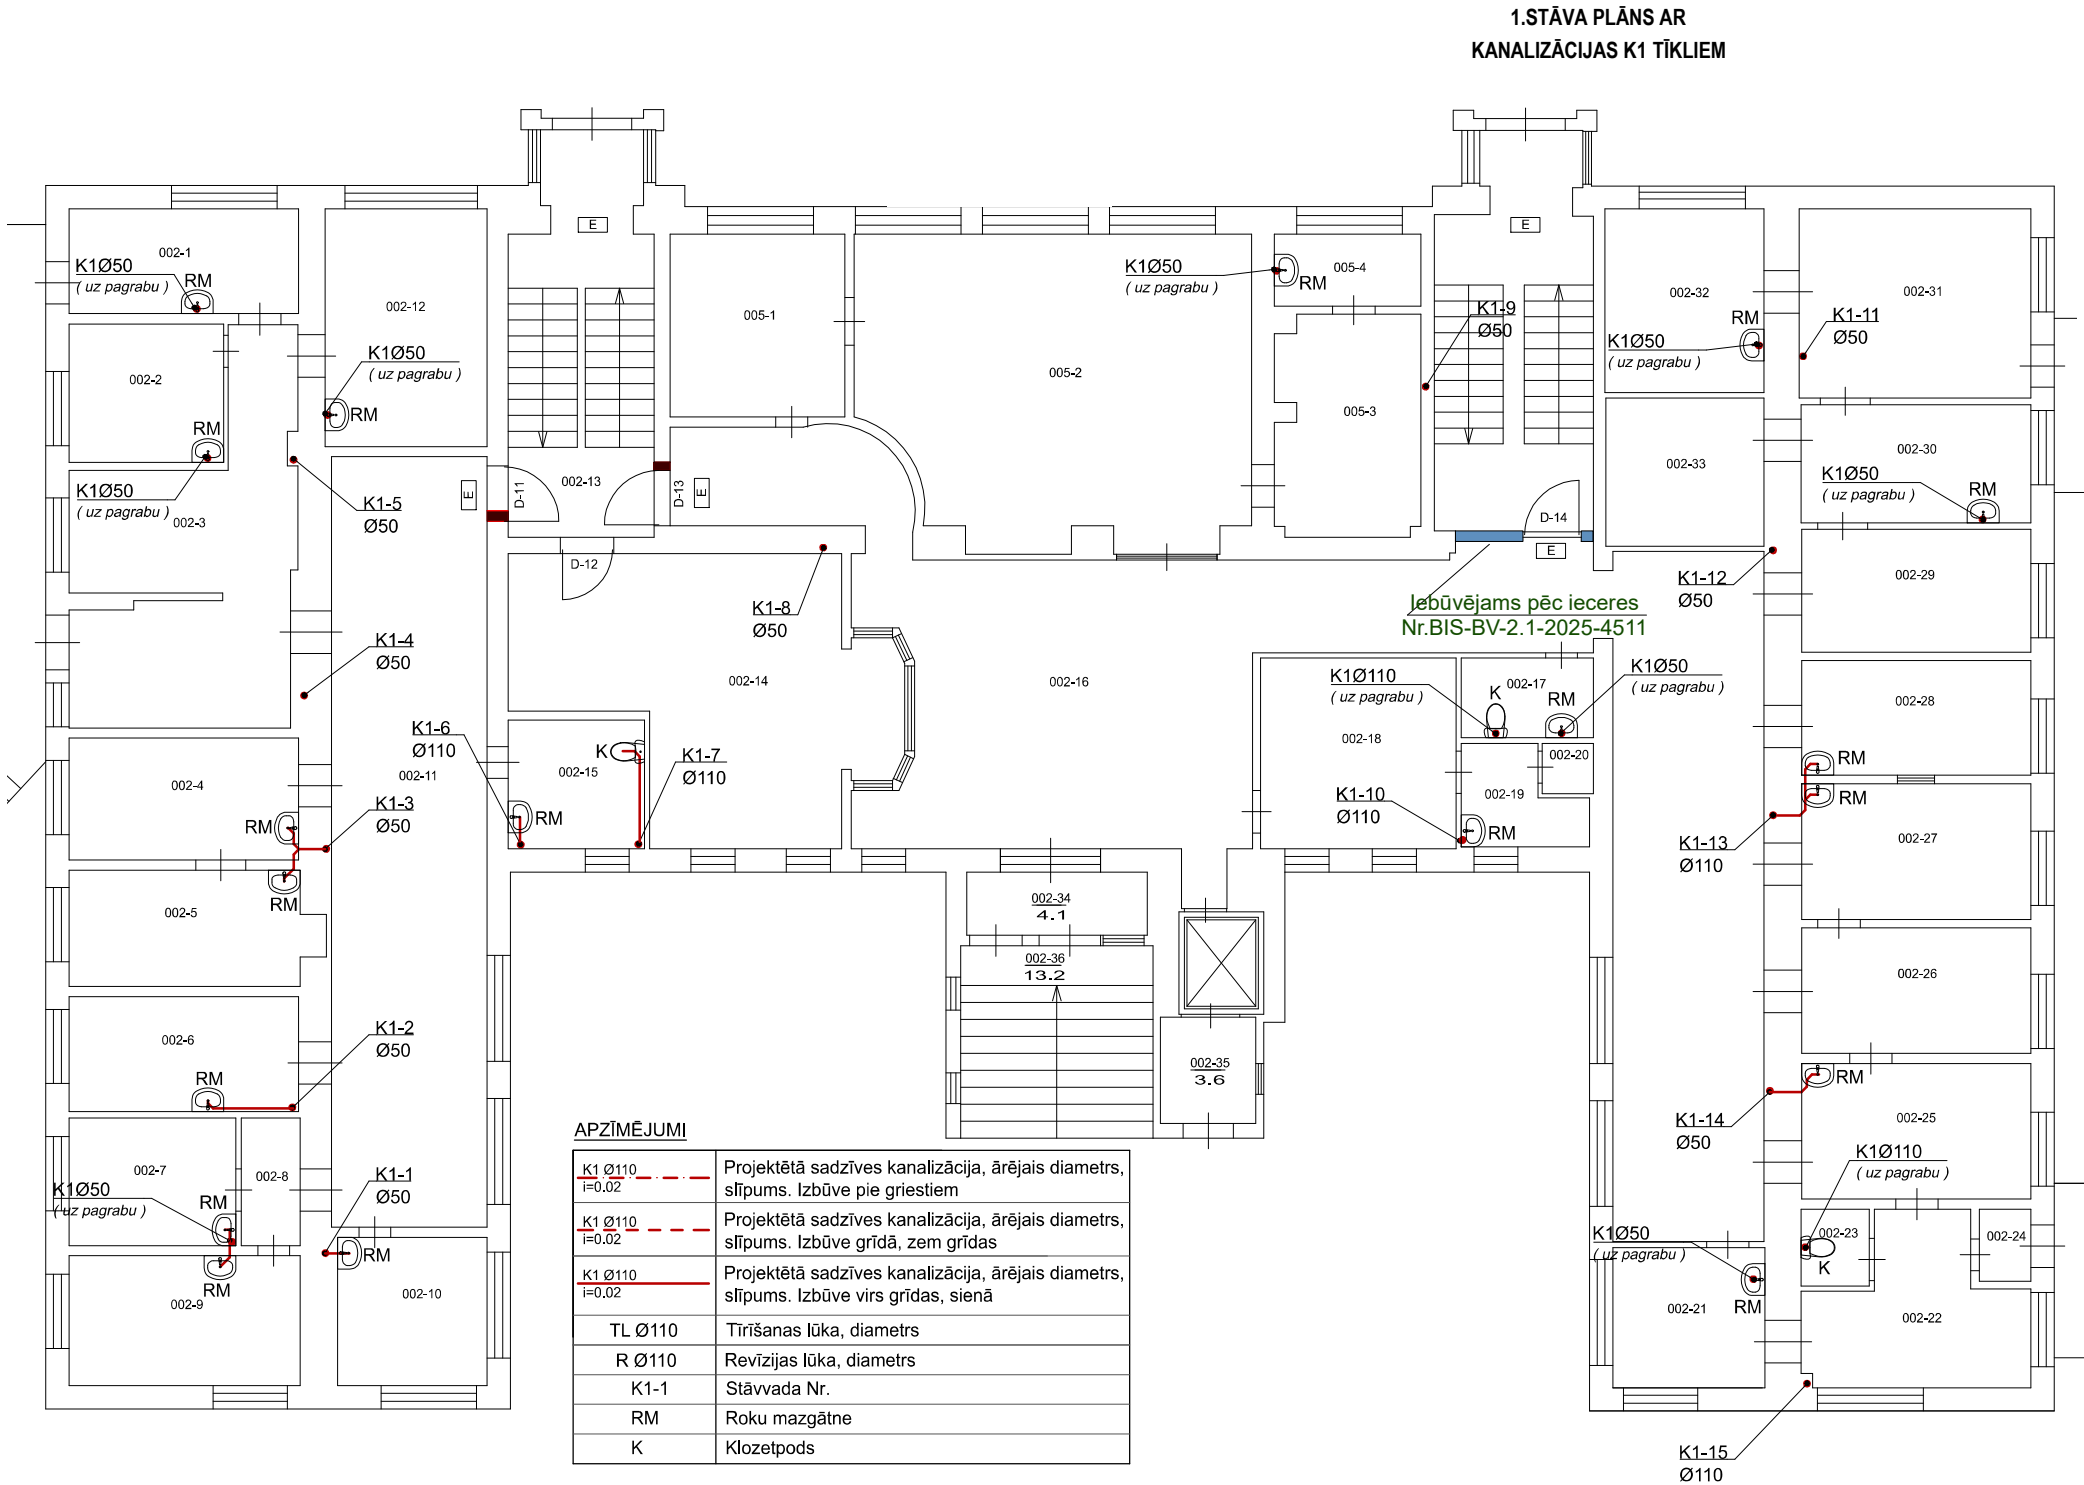 1.STĀVA PLĀNS AR
KANALIZĀCIJAS K1 TĪKLIEM
002-1
K1Ø50
( uz pagrabu )
RM
002-2
RM
K1Ø50
( uz pagrabu )
002-3
002-12
K1Ø50
( uz pagrabu )
RM
K1-5
Ø50
K1-4
Ø50
E
E
D-11
002-13
D-13
E
D-12
005-1
005-2
K1Ø50
( uz pagrabu )
RM
005-4
005-3
K1-9
Ø50
E
D-14
E
Iebūvējams pēc ieceres
Nr.BIS-BV-2.1-2025-4511
002-32
RM
K1Ø50
( uz pagrabu )
002-31
K1-11
Ø50
002-33
002-30
K1Ø50
( uz pagrabu )
RM
K1-12
Ø50
002-29
K1-8
Ø50
002-14
002-16
K1-6
Ø110
002-11
K
002-15
RM
K1-7
Ø110
K1Ø110
( uz pagrabu )
K
002-17
RM
K1Ø50
( uz pagrabu )
002-18
002-20
002-19
K1-10
Ø110
RM
002-28
RM
RM
002-27
K1-13
Ø110
002-26
002-4
K1-3
Ø50
RM
RM
002-5
002-6
K1-2
Ø50
RM
002-34
4.1
002-36
13.2
002-35
3.6
RM
002-25
K1-14
Ø50
K1Ø110
( uz pagrabu )
002-7
002-8
K1Ø50
( uz pagrabu )
RM
K1-1
Ø50
RM
RM
002-9
002-10
K1Ø50
( uz pagrabu )
002-23
K
002-24
RM
002-21
002-22
K1-15
Ø110
APZĪMĒJUMI
K1 Ø110
i=0.02
Projektētā sadzīves kanalizācija, ārējais diametrs,
slīpums. Izbūve pie griestiem
K1 Ø110
i=0.02
Projektētā sadzīves kanalizācija, ārējais diametrs,
slīpums. Izbūve grīdā, zem grīdas
K1 Ø110
i=0.02
Projektētā sadzīves kanalizācija, ārējais diametrs,
slīpums. Izbūve virs grīdas, sienā
TL Ø110 Tīrīšanas lūka, diametrs
R Ø110 Revīzijas lūka, diametrs
K1-1 Stāvvada Nr.
RM Roku mazgātne
K Klozetpods